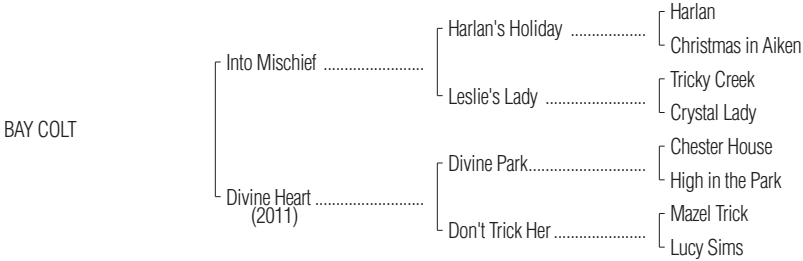 Harlan
Harlan's Holiday ..................
Christmas in Aiken
Into Mischief ........................
Tricky Creek
Leslie's Lady ........................
Crystal Lady
BAY COLT
Chester House
Divine Park............................
High in the Park
Divine Heart ..........................
(2011)
Mazel Trick
Don't Trick Her ......................
Lucy Sims